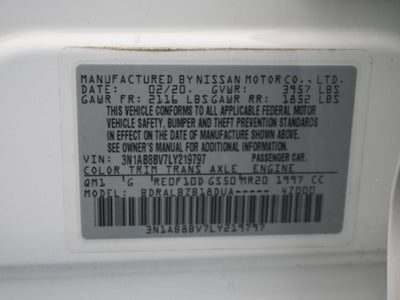 MANUFACTURED BY NISSAN MOTOR CO., LTD.
DATE: 02/20. GVWR: 3957 LBS
GAWR FR: 2116 LBS GAWR RR: 1852 LBS
THIS VEHICLE CONFORMS TO ALL APPLICABLE FEDERAL MOTOR
VEHICLE SAFETY, BUMPER AND THEFT PREVENTION STANDARDS
IN EFFECT ON THE DATE OF MANUFACTURE SHOWN ABOVE.
SEE OWNER'S MANUAL FOR ADDITIONAL INFORMATION
VIN: 3N1AB8BV7LY219797 PASSENGER CAR.
COLOR TRIM TRANS AXLE ENGINE
QM1 'G RE0F10D GS50 MR20 1997 CC
MODEL: BDRALBZB18DUA----- 4Z000
3N1AB8BV7LY219797